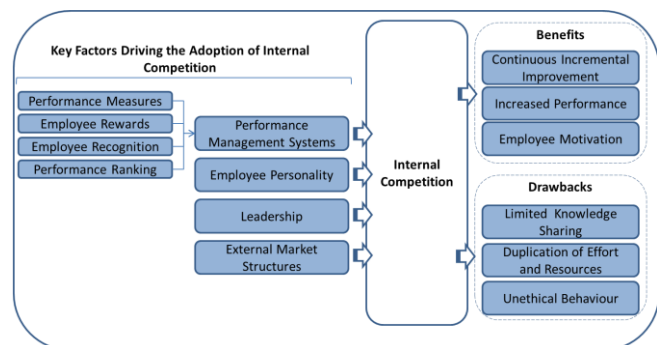 Key Factors Driving the Adoption of Internal
Competition
Performance Measures
Employee Rewards
Employee Recognition
Performance Ranking
Performance
Management Systems
Employee Personality
Leadership
External Market
Structures
Internal
Competition
Benefits
Continuous Incremental
Improvement
Increased Performance
Employee Motivation
Drawbacks
Limited Knowledge
Sharing
Duplication of Effort
and Resources
Unethical Behaviour